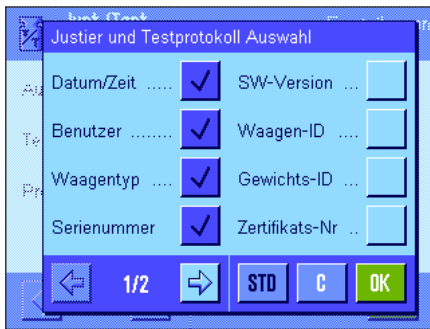 Justier und Testprotokoll Auswahl
Datum/Zeit ..... SW-Version ...
Benutzer ........ Waagen-ID ....
Waagentyp .... Gewichts-ID ...
Serienummer Zertifikats-Nr ..
1/2 STD C OK